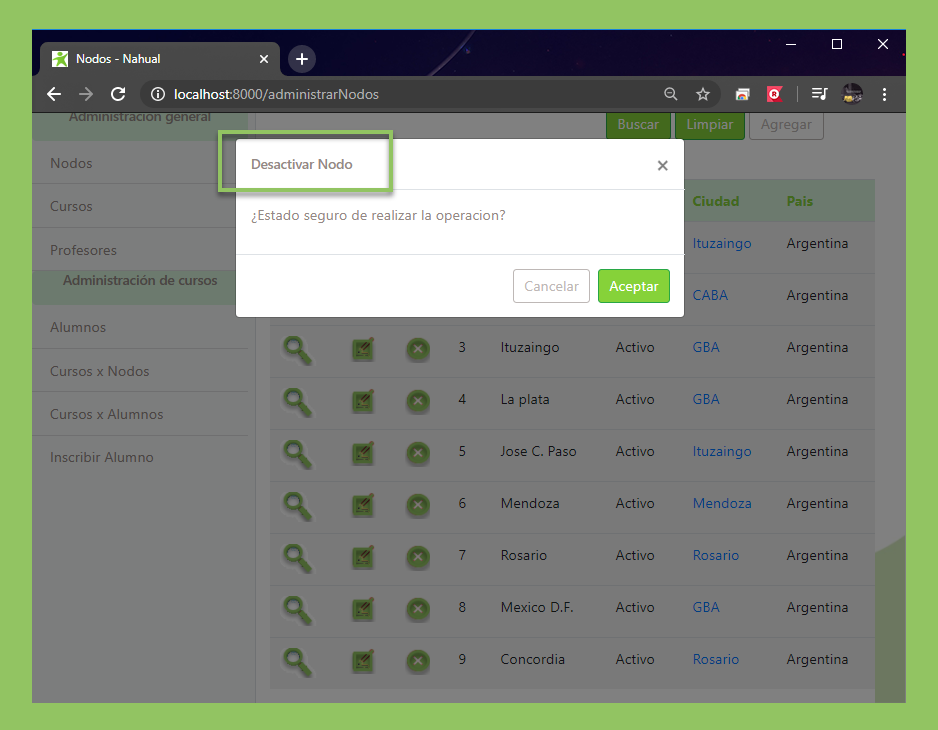 Nodos - Nahual
localhost:8000/administrarNodos
Administración general
Nodos
Cursos
Profesores
Administración de cursos
Alumnos
Cursos x Nodos
Cursos x Alumnos
Inscribir Alumno
Buscar Limpiar Agregar
Desactivar Nodo
¿Estado seguro de realizar la operacion?
Cancelar Aceptar
Ciudad Pais
Ituzaingo Argentina
CABA Argentina
3 Ituzaingo Activo GBA Argentina
4 La plata Activo GBA Argentina
5 Jose C. Paso Activo Ituzaingo Argentina
6 Mendoza Activo Mendoza Argentina
7 Rosario Activo Rosario Argentina
8 Mexico D.F. Activo GBA Argentina
9 Concordia Activo Rosario Argentina